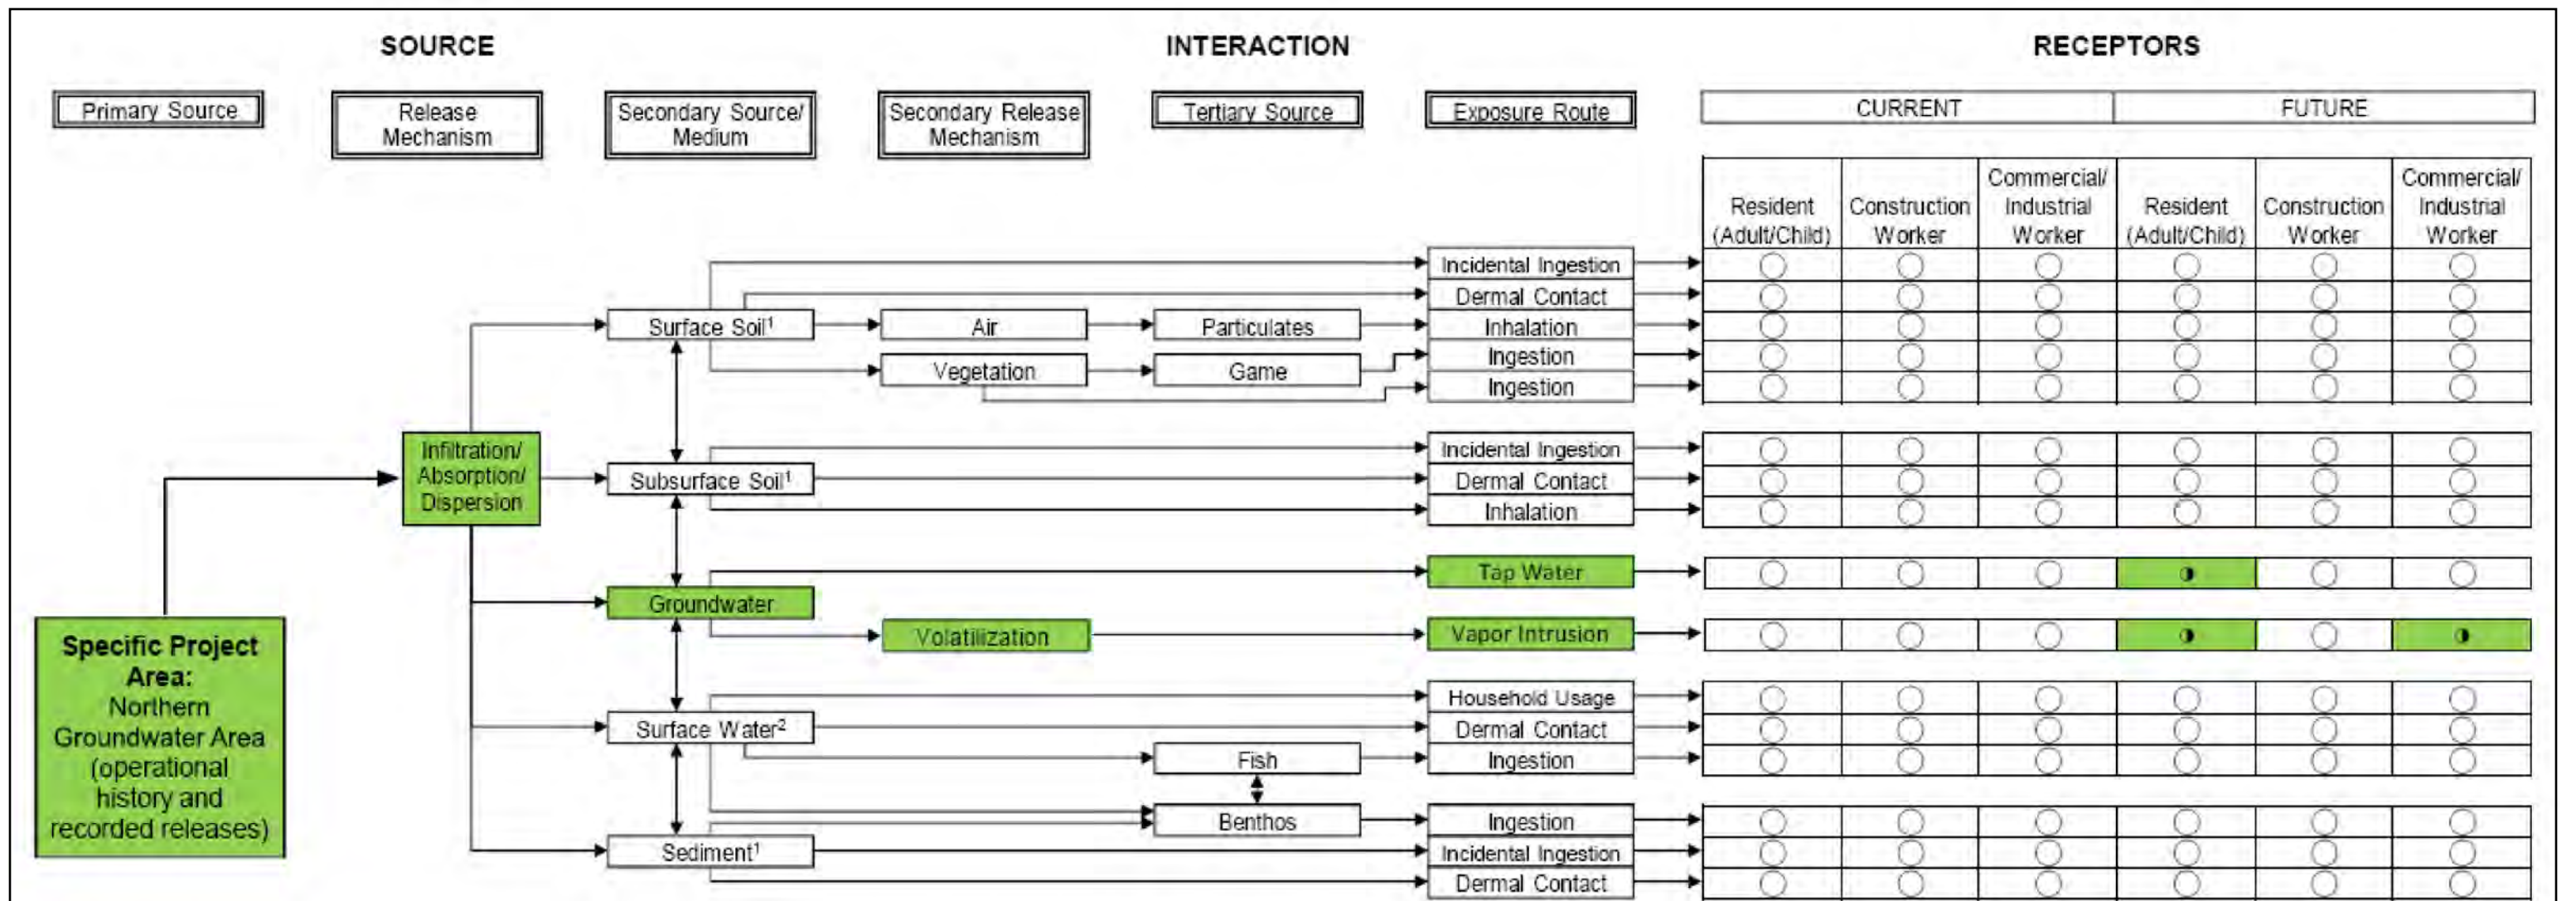 SOURCE
INTERACTION
RECEPTORS
Primary Source
Release
Mechanism
Secondary Source/
Medium
Secondary Release
Mechanism
Tertiary Source
Exposure Route
CURRENT
FUTURE
Resident
(Adult/Child)
Construction
Worker
Commercial/
Industrial
Worker
Resident
(Adult/Child)
Construction
Worker
Commercial/
Industrial
Worker
Incidental Ingestion
Dermal Contact
Surface Soil¹
Air
Particulates
Inhalation
Ingestion
Vegetation
Game
Ingestion
Infiltration/
Absorption/
Dispersion
Incidental Ingestion
Subsurface Soil¹
Dermal Contact
Inhalation
Tap Water
Groundwater
Volatilization
Vapor Intrusion
Specific Project
Area:
Northern
Groundwater Area
(operational
history and
recorded releases)
Household Usage
Surface Water²
Dermal Contact
Fish
Ingestion
Benthos
Ingestion
Sediment¹
Incidental Ingestion
Dermal Contact